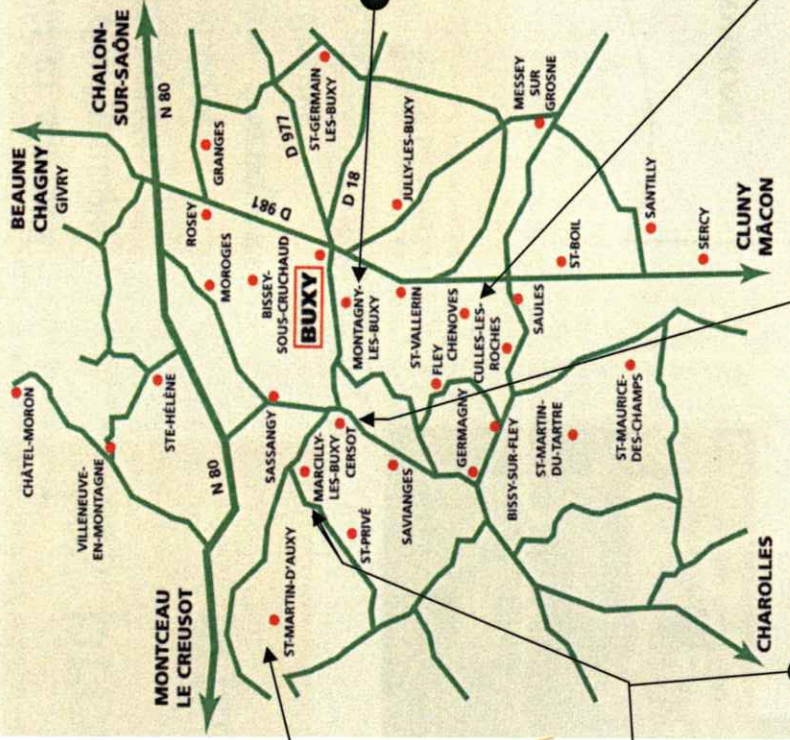 BEAUNE
CHAGNY
GIVRY
CHALON-
SUR-SAÔNE
N 80
CHÂTEL-MORON
VILLENEUVE-
EN-MONTAGNE
STE-HÉLÈNE
N 80
MONTCEAU
LE CREUSOT
ROSEY
GRANGES
MOROGES
D 981
D 977
ST-GERMAIN
LES-BUXY
BISSEY-
SOUS-CRUCHAUD
BUXY
D 18
SASSANGY
JULLY-LES-BUXY
MONTAGNY-
LES-BUXY
ST-VALLERIN
MARCILLY-
LES-BUXY
CERSOT
ST-MARTIN-D'AUXY
ST-PRIVÉ
SAVIANGES
FLEY
CHENOVES
CULLES-LES-
ROCHES
GERMAGNY
BISSY-SUR-FLEY
SAULES
MESSEY
SUR
GROSNE
ST-BOIL
SANTILLY
SERCY
ST-MARTIN-
DU-TARTRE
ST-MAURICE-
DES-CHAMPS
CLUNY
MÂCON
CHAROLLES